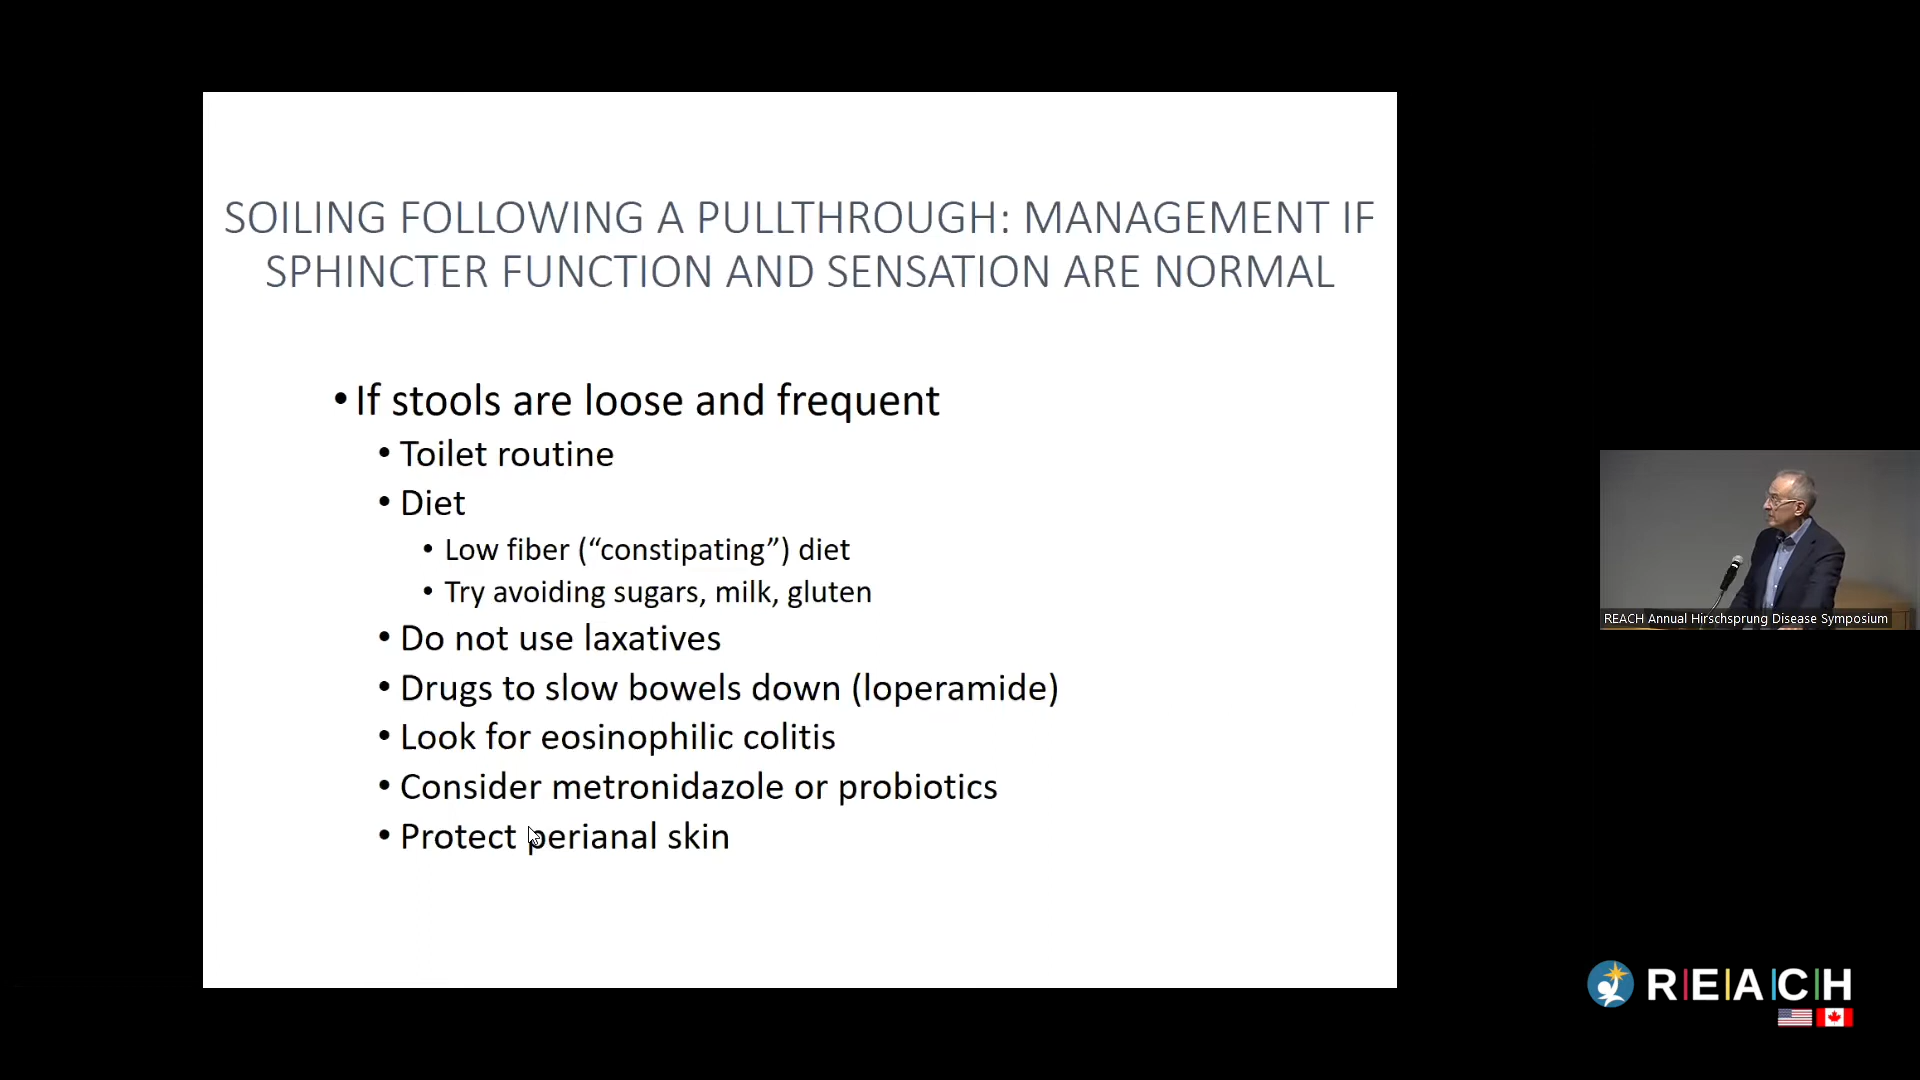 SOILING FOLLOWING A PULLTHROUGH: MANAGEMENT IF
SPHINCTER FUNCTION AND SENSATION ARE NORMAL
• If stools are loose and frequent
• Toilet routine
• Diet
• Low fiber (“constipating”) diet
• Try avoiding sugars, milk, gluten
• Do not use laxatives
• Drugs to slow bowels down (loperamide)
• Look for eosinophilic colitis
• Consider metronidazole or probiotics
• Protect perianal skin
REACH Annual Hirschsprung Disease Symposium
R|E|A|C|H